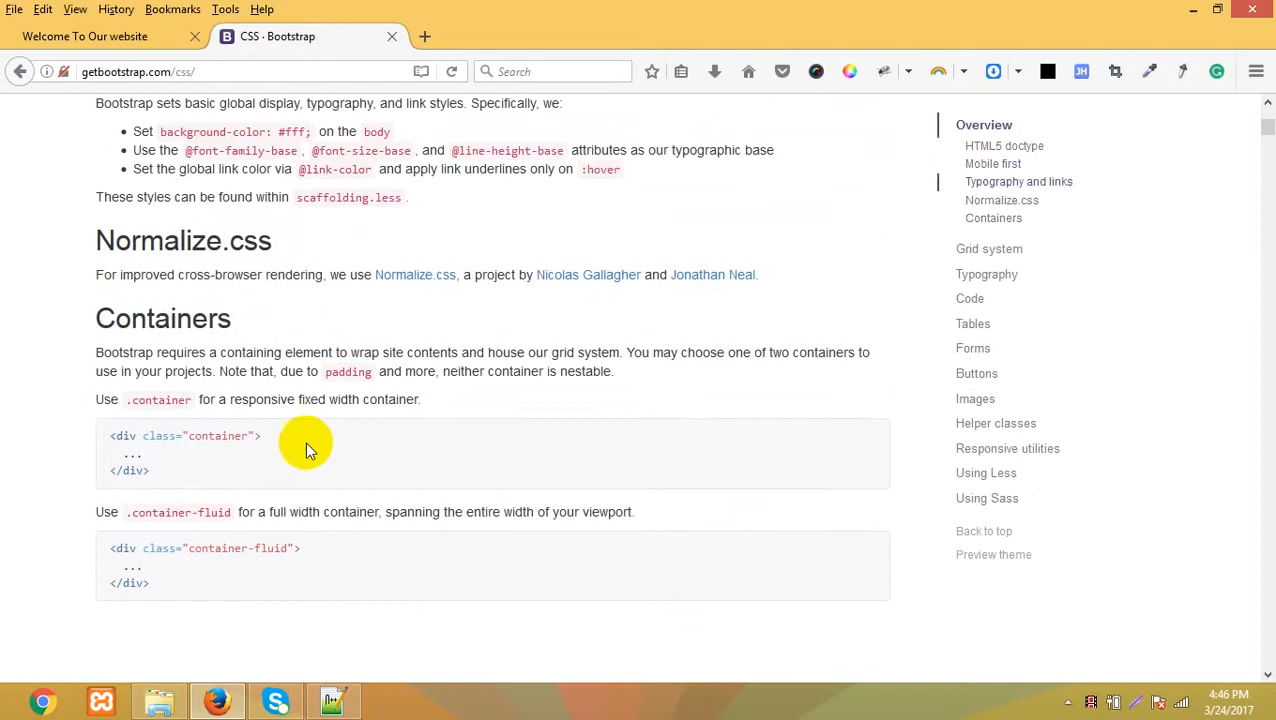 File Edit View History Bookmarks Tools Help
Welcome To Our website
CSS · Bootstrap
getbootstrap.com/css/
Search
JH
Bootstrap sets basic global display, typography, and link styles. Specifically, we:
Set background-color: #fff; on the body
Use the @font-family-base, @font-size-base, and @line-height-base attributes as our typographic base
Set the global link color via @link-color and apply link underlines only on :hover
These styles can be found within scaffolding.less.
Normalize.css
For improved cross-browser rendering, we use Normalize.css, a project by Nicolas Gallagher and Jonathan Neal.
Containers
Bootstrap requires a containing element to wrap site contents and house our grid system. You may choose one of two containers to
use in your projects. Note that, due to padding and more, neither container is nestable.
Use .container for a responsive fixed width container.
<div class="container">
...
</div>
Use .container-fluid for a full width container, spanning the entire width of your viewport.
<div class="container-fluid">
...
</div>
Overview
HTML5 doctype
Mobile first
Typography and links
Normalize.css
Containers
Grid system
Typography
Code
Tables
Forms
Buttons
Images
Helper classes
Responsive utilities
Using Less
Using Sass
Back to top
Preview theme
4:46 PM
3/24/2017